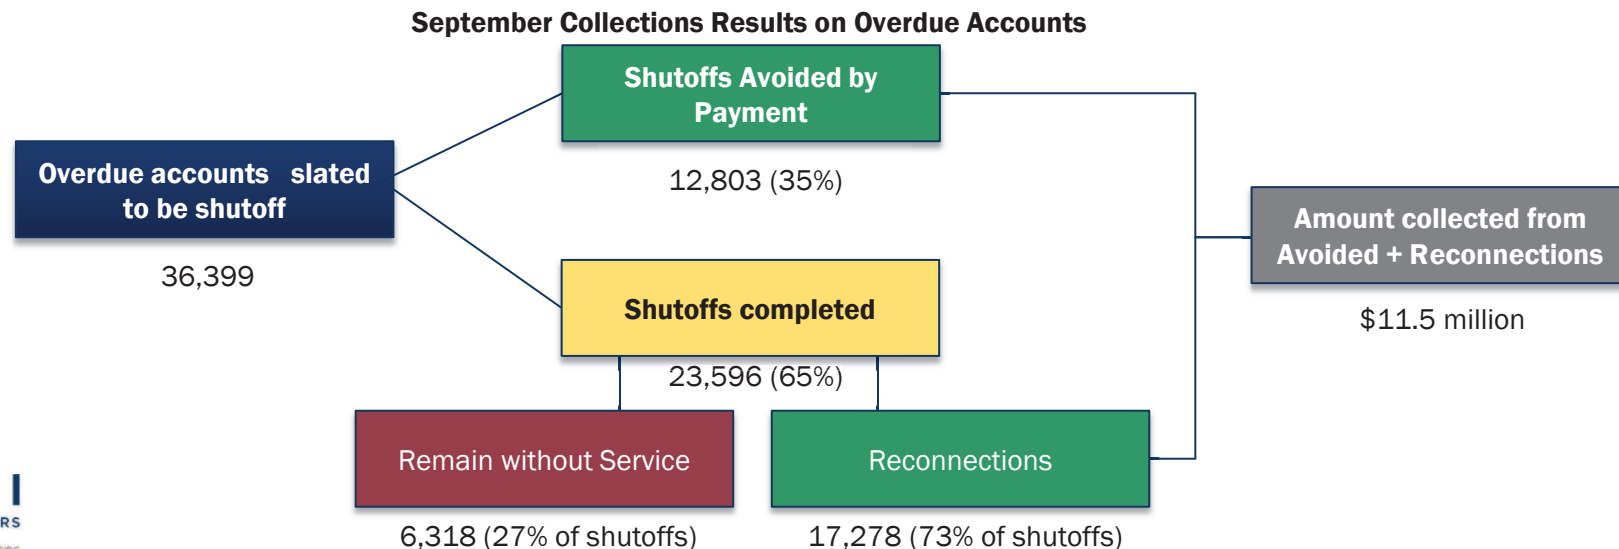 September Collections Results on Overdue Accounts
Shutoffs Avoided by
Payment
12,803 (35%)
Overdue accounts slated
to be shutoff
36,399
Amount collected from
Avoided + Reconnections
$11.5 million
Shutoffs completed
23,596 (65%)
Remain without Service
6,318 (27% of shutoffs)
Reconnections
17,278 (73% of shutoffs)
I
RS